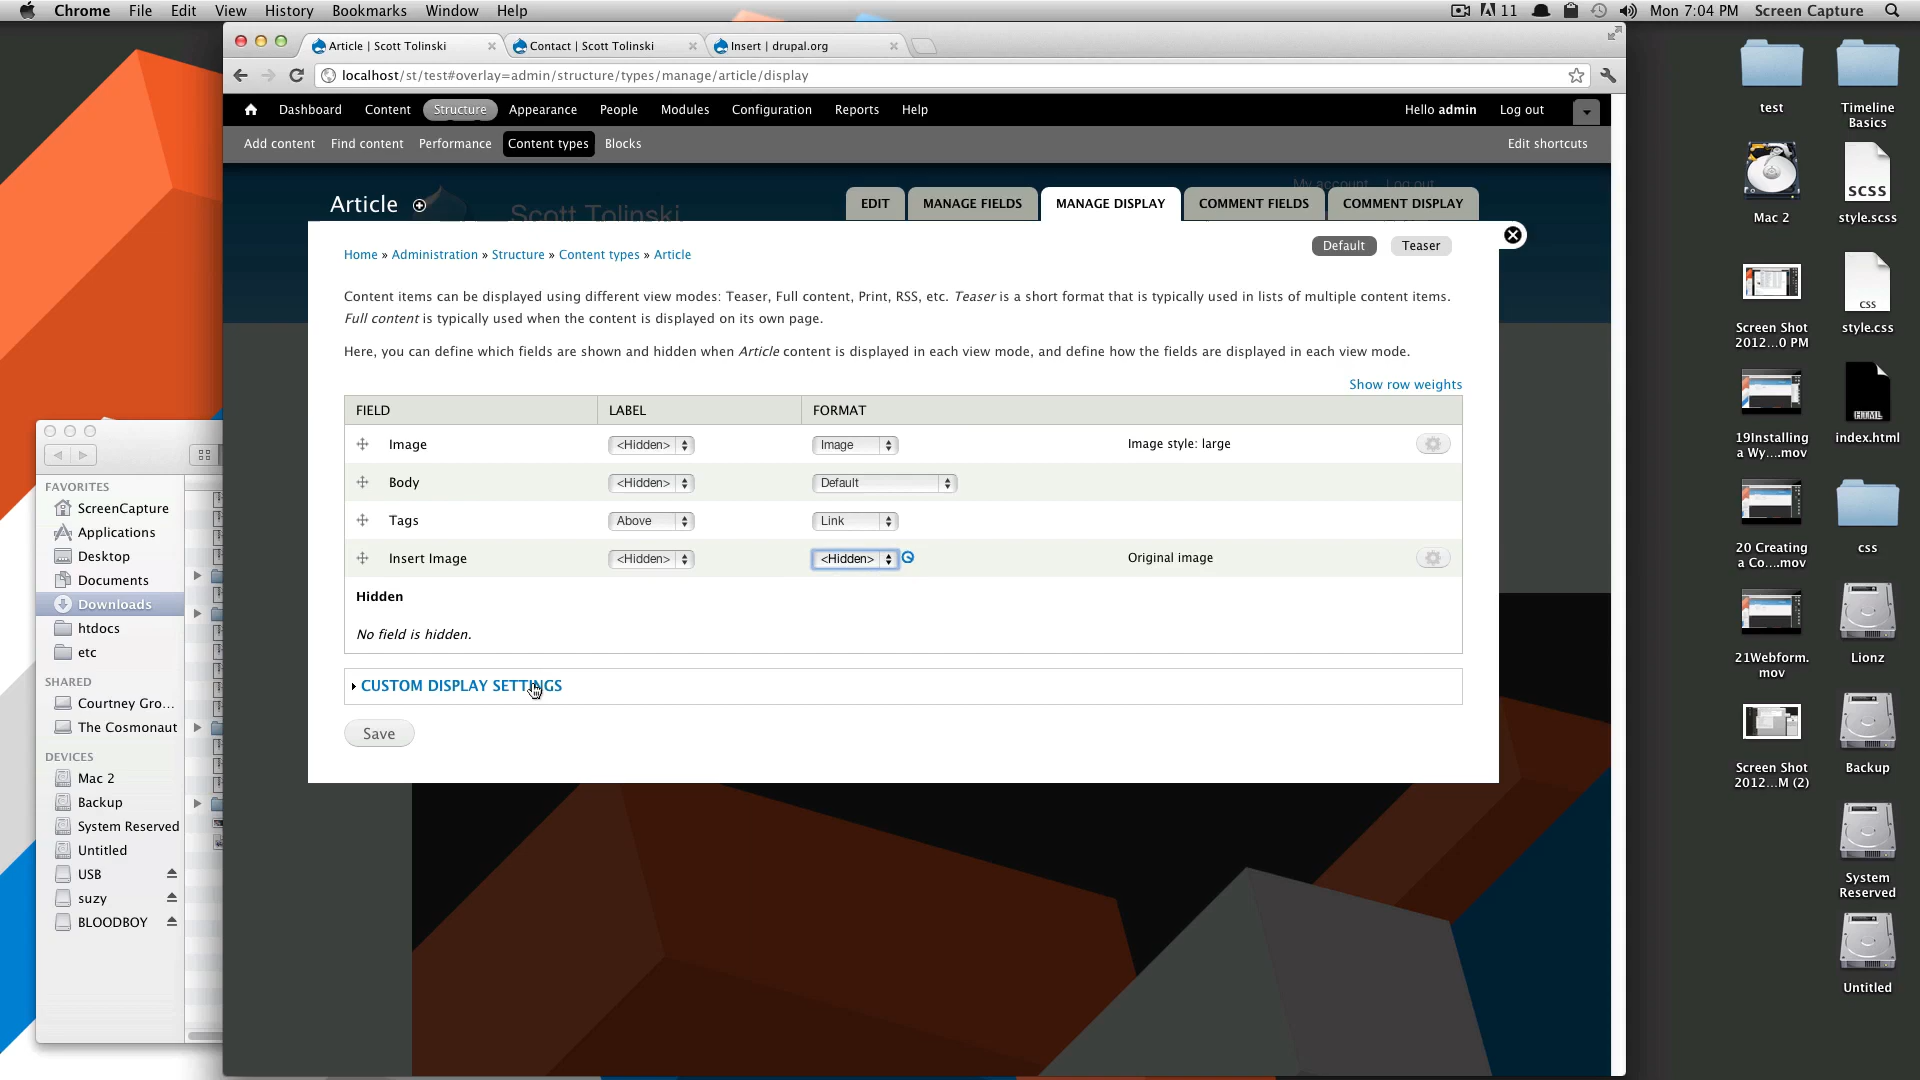 Chrome File Edit View History Bookmarks Window Help
11 Mon 7:04 PM Screen Capture
Article | Scott Tolinski
Contact | Scott Tolinski
Insert | drupal.org
localhost/st/test#overlay=admin/structure/types/manage/article/display
Dashboard Content Structure Appearance People Modules Configuration Reports Help
Hello admin Log out
Add content Find content Performance Content types Blocks
Edit shortcuts
My account Log out
Scott Tolinski
Article
EDIT
MANAGE FIELDS
MANAGE DISPLAY
COMMENT FIELDS
COMMENT DISPLAY
Default
Teaser
Home » Administration » Structure » Content types » Article
Content items can be displayed using different view modes: Teaser, Full content, Print, RSS, etc. Teaser is a short format that is typically used in lists of multiple content items.
Full content is typically used when the content is displayed on its own page.
Here, you can define which fields are shown and hidden when Article content is displayed in each view mode, and define how the fields are displayed in each view mode.
Show row weights
FIELD LABEL FORMAT
Image <Hidden> Image Image style: large
Body <Hidden> Default
Tags Above Link
Insert Image <Hidden> <Hidden> Original image
Hidden
No field is hidden.
CUSTOM DISPLAY SETTINGS
Save
FAVORITES
ScreenCapture
Applications
Desktop
Documents
Downloads
htdocs
etc
SHARED
Courtney Gro...
The Cosmonaut
DEVICES
Mac 2
Backup
System Reserved
Untitled
USB
suzy
BLOODBOY
test
Mac 2
Screen Shot
2012...0 PM
19Installing
a Wy....mov
20 Creating
a Co....mov
21Webform.
mov
Screen Shot
2012...M (2)
Timeline
Basics
SCSS
style.scss
css
style.css
HTML
index.html
css
Lionz
Backup
System
Reserved
Untitled